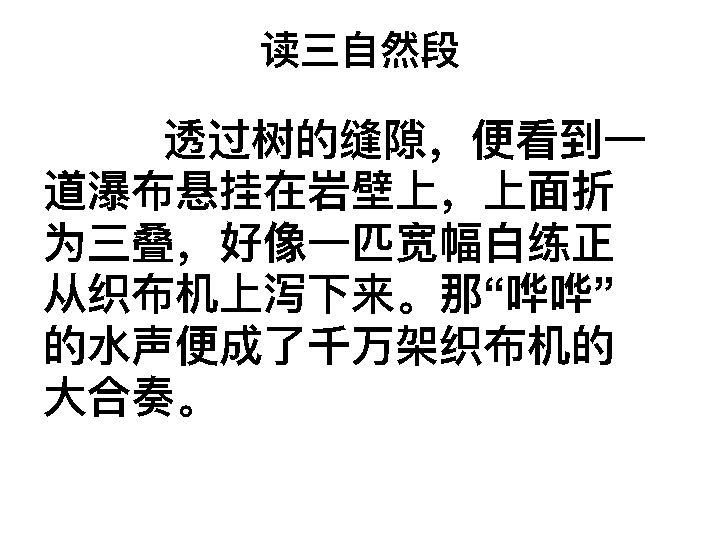 读三自然段
透过树的缝隙，便看到一
道瀑布悬挂在岩壁上，上面折
为三叠，好像一匹宽幅白练正
从织布机上泻下来。那“哗哗”
的水声便成了千万架织布机的
大合奏。